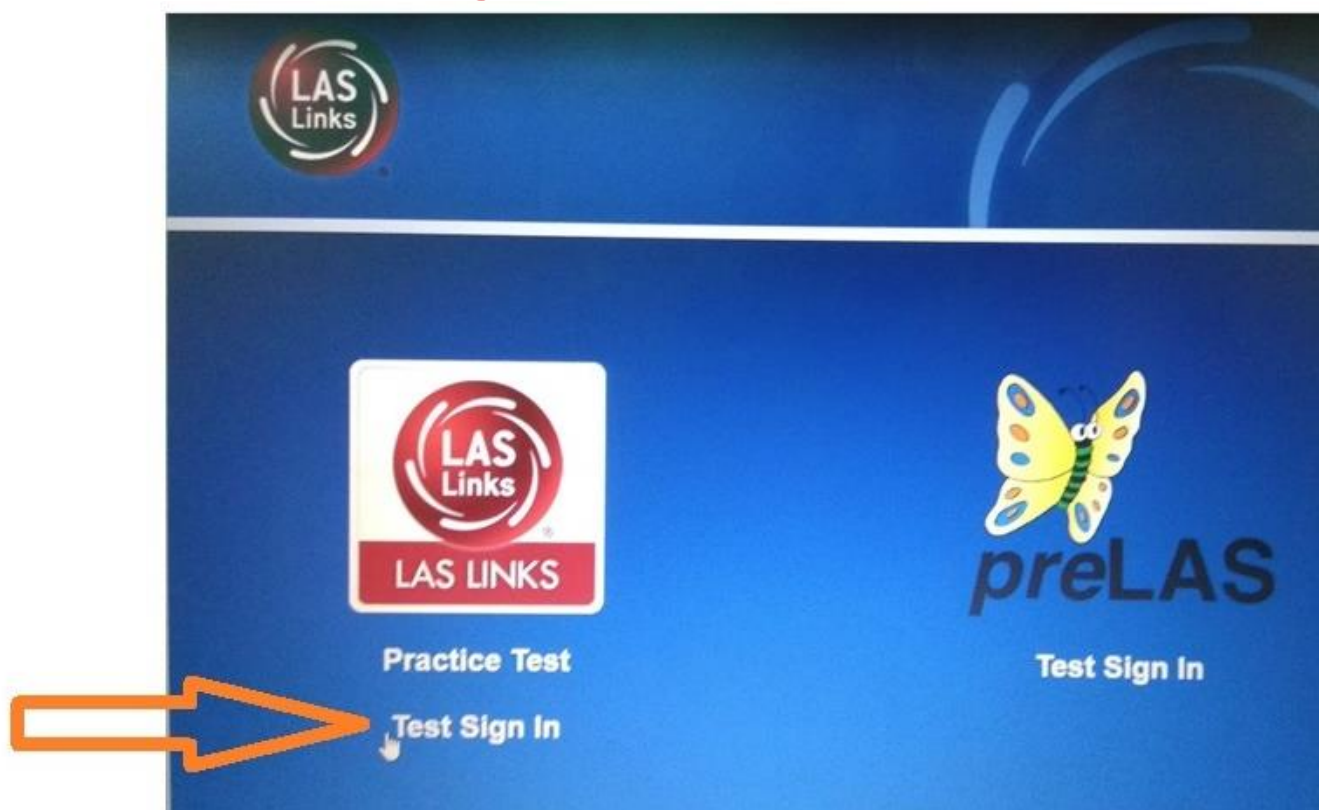 LAS
Links
LAS
Links
LAS LINKS
preLAS
Practice Test
Test Sign In
Test Sign In